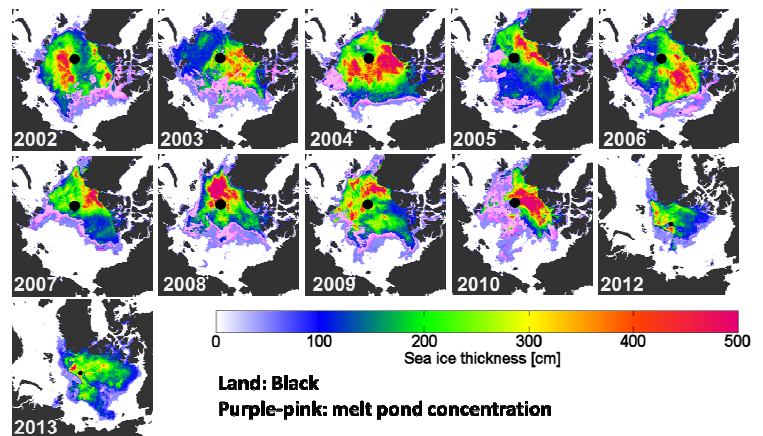 2002
2003
2004
2005
2006
2007
2008
2009
2010
2012
2013
0 100 200 300 400 500
Sea ice thickness [cm]
Land: Black
Purple-pink: melt pond concentration